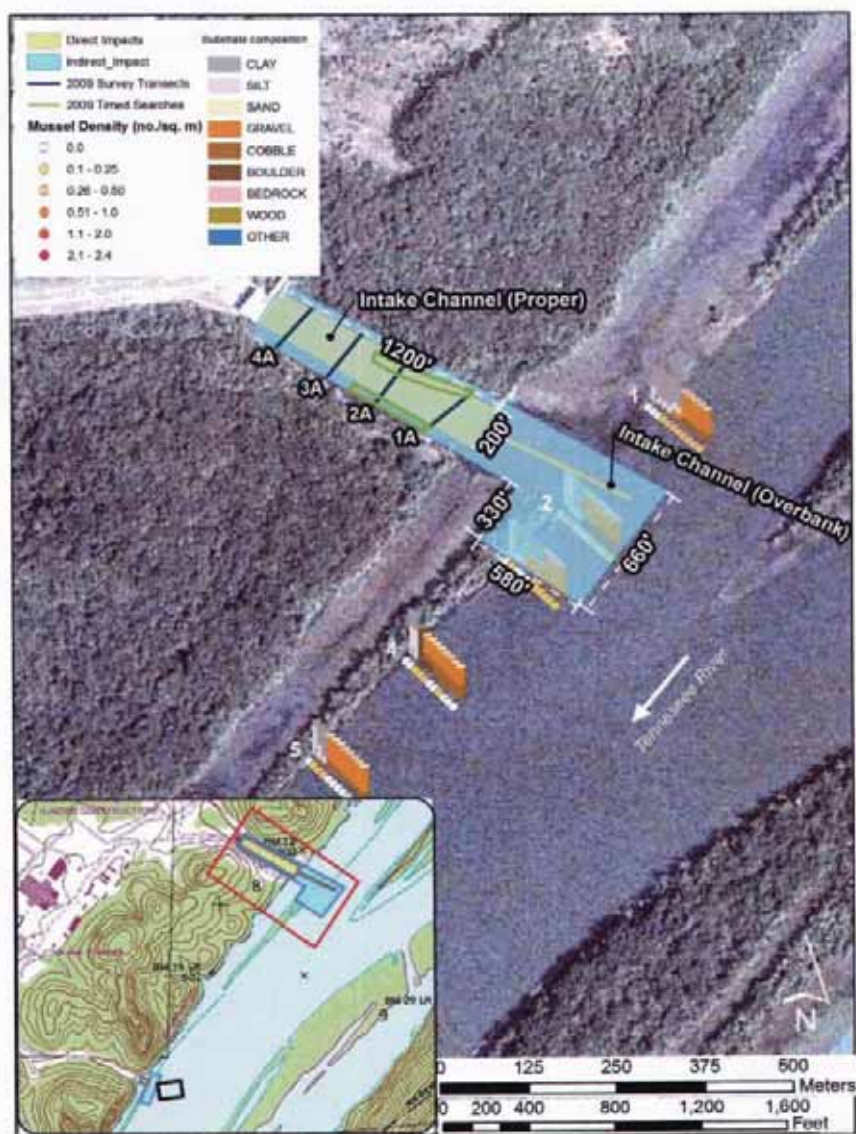 Direct Impacts
Indirect_Impact
2009 Survey Transects
2009 Timed Searches
Mussel Density (no./sq. m)
0.0
0.1 - 0.25
0.26 - 0.50
0.51 - 1.0
1.1 - 2.0
2.1 - 2.4
Substrate composition
CLAY
SILT
SAND
GRAVEL
COBBLE
BOULDER
BEDROCK
WOOD
OTHER
Intake Channel (Proper)
1200'
4A
3A
2A
1A
200'
1
Intake Channel (Overbank)
330'
2
660'
580'
4
Tennessee River
5
N
0 125 250 375 500
Meters
0 200 400 800 1,200 1,600
Feet